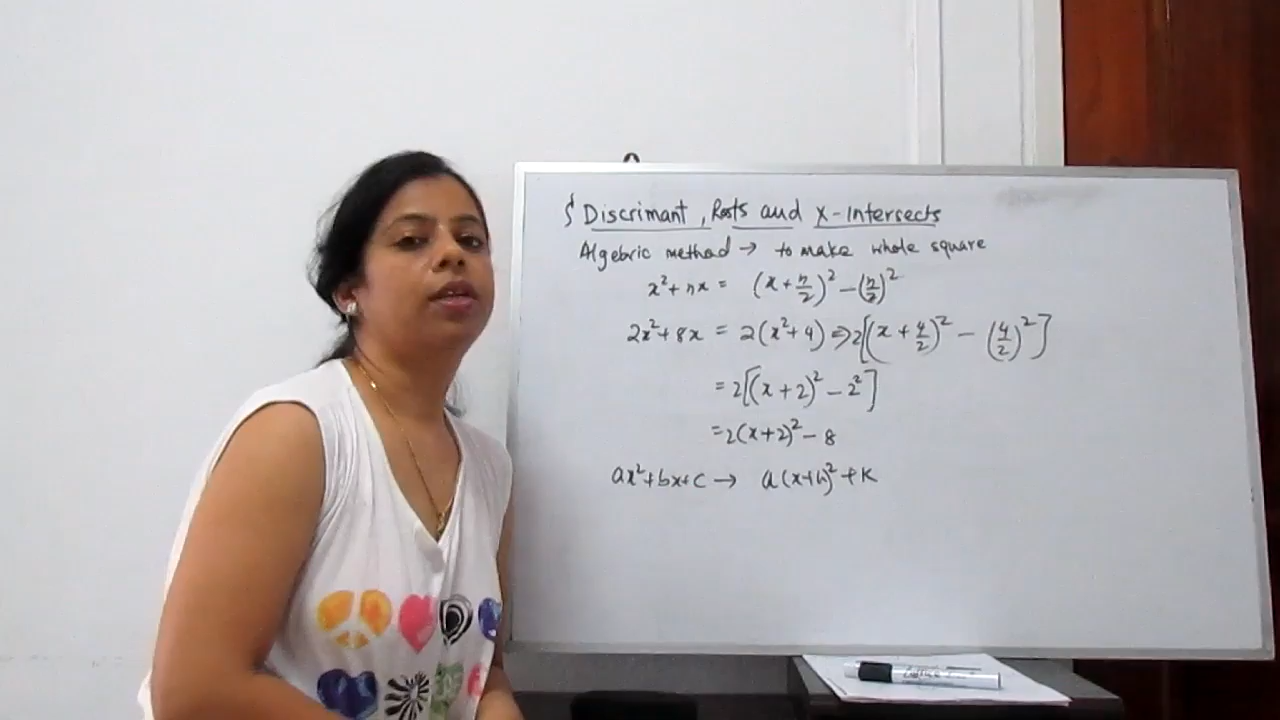 § Discrimant, Roots and X-Intersects
Algebric method → to make whole square
x²+nx = (x+n/2)² - (n/2)²
2x²+8x = 2(x²+4) ⇒ 2[(x+4/2)² - (4/2)²]
= 2[(x+2)² - 2²]
= 2(x+2)² - 8
ax²+bx+c → a(x+h)² + k